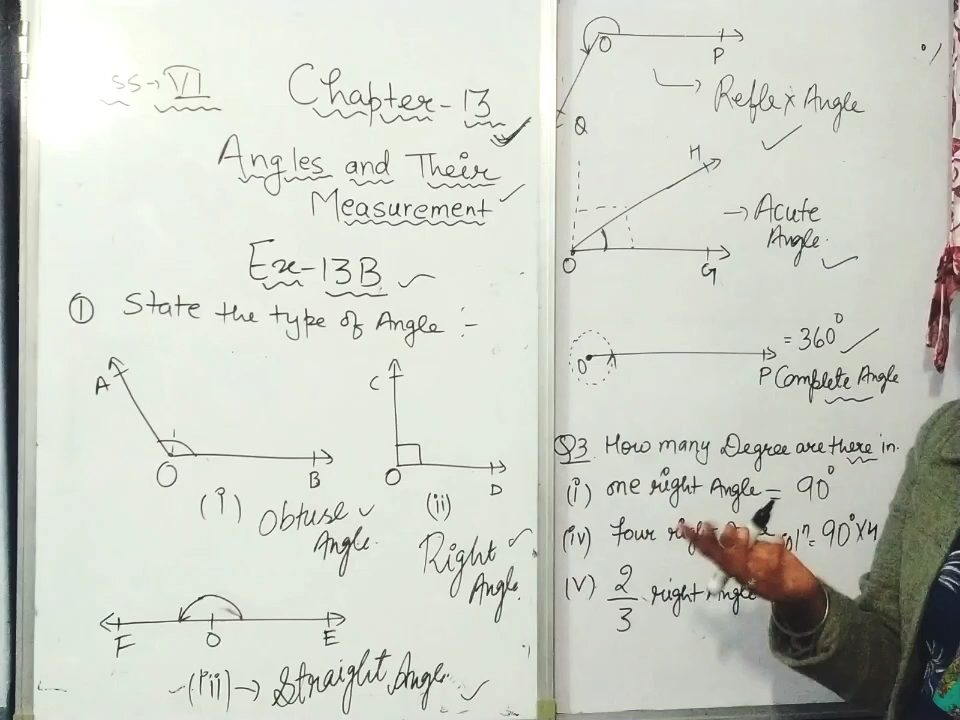 ss→VI
Chapter-13
Angles and Their
Measurement
Ex-13B
① State the type of Angle :-
A
O
B
(i) Obtuse
Angle.
C
O
D
(ii)
Right
Angle.
F O E
(iii) → Straight Angle
O P
Q
→ Reflex Angle
H
O G
→ Acute
Angle.
O P
= 360°
Complete Angle
Q3. How many Degree are there in.
(i) one right Angle = 90°
(iv) four right = 90°×4
(V) 2/3 right Angle